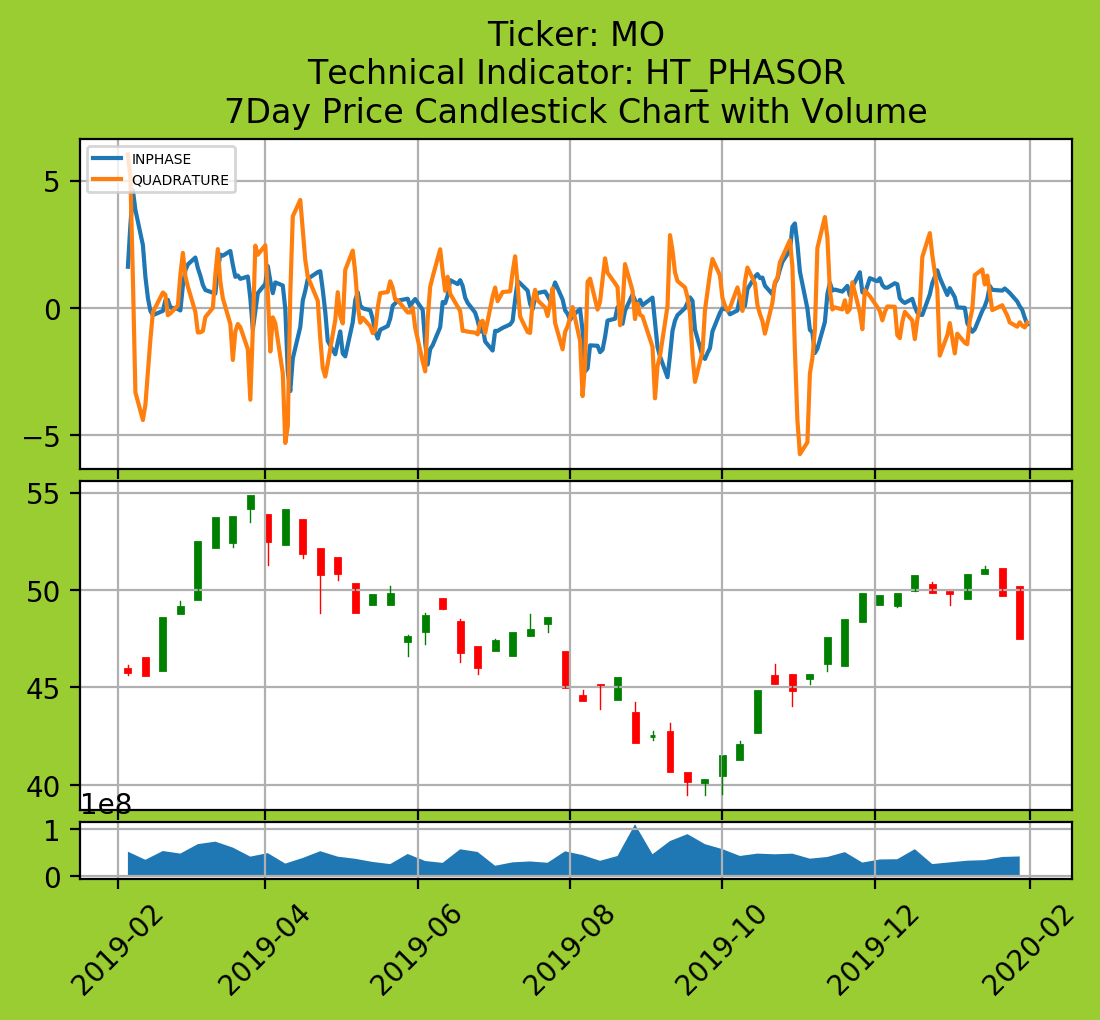 Ticker: MO
Technical Indicator: HT_PHASOR
7Day Price Candlestick Chart with Volume
INPHASE
QUADRATURE
5
0
−5
55
50
45
40
1e8
1
0
2019-02
2019-04
2019-06
2019-08
2019-10
2019-12
2020-02